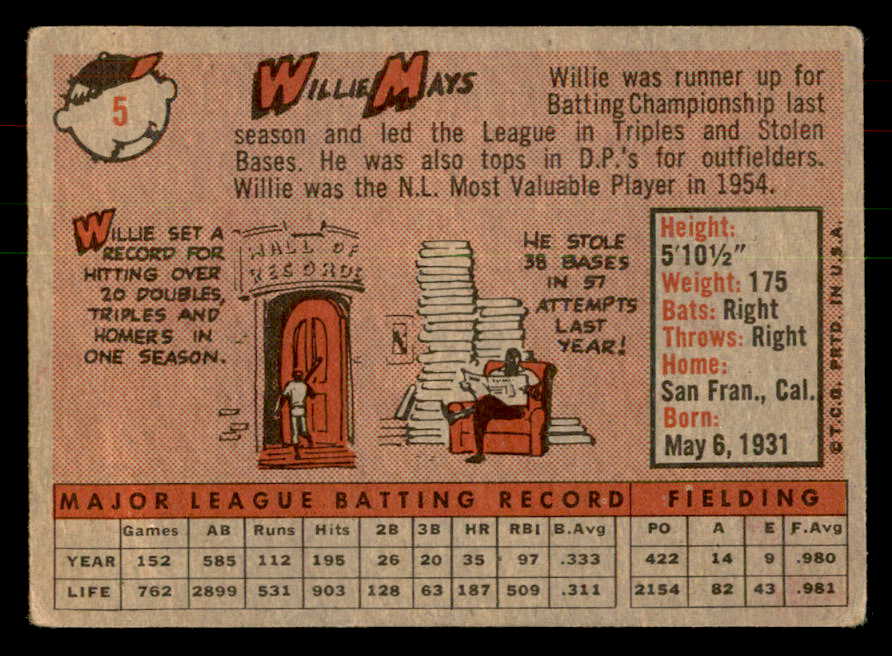 5
WILLIE MAYS
Willie was runner up for
Batting Championship last
season and led the League in Triples and Stolen
Bases. He was also tops in D.P.'s for outfielders.
Willie was the N.L. Most Valuable Player in 1954.
WILLIE SET A
RECORD FOR
HITTING OVER
20 DOUBLES,
TRIPLES AND
HOMERS IN
ONE SEASON.
HALL OF
RECORDS
HE STOLE
38 BASES
IN 57
ATTEMPTS
LAST
YEAR!
Height:
5'10½"
Weight: 175
Bats: Right
Throws: Right
Home:
San Fran., Cal.
Born:
May 6, 1931
© T.C.G. PRTD. IN U.S.A.
MAJOR LEAGUE BATTING RECORD FIELDING
Games AB Runs Hits 2B 3B HR RBI B.Avg PO A E F.Avg
YEAR 152 585 112 195 26 20 35 97 .333 422 14 9 .980
LIFE 762 2899 531 903 128 63 187 509 .311 2154 82 43 .981